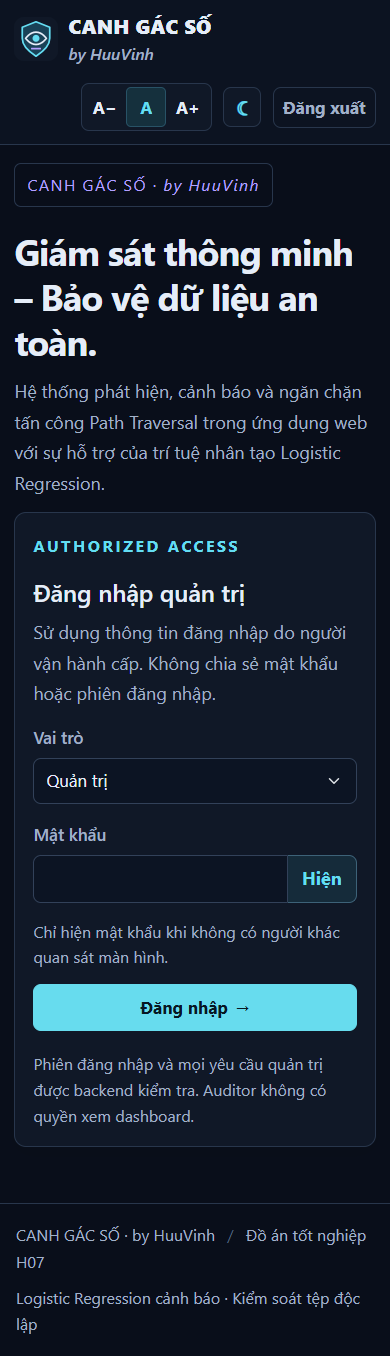 CANH GÁC SỐ
by HuuVinh
A− A A+ Đăng xuất
CANH GÁC SỐ · by HuuVinh
Giám sát thông minh
– Bảo vệ dữ liệu an
toàn.
Hệ thống phát hiện, cảnh báo và ngăn chặn
tấn công Path Traversal trong ứng dụng web
với sự hỗ trợ của trí tuệ nhân tạo Logistic
Regression.
AUTHORIZED ACCESS
Đăng nhập quản trị
Sử dụng thông tin đăng nhập do người
vận hành cấp. Không chia sẻ mật khẩu
hoặc phiên đăng nhập.
Vai trò
Quản trị
Mật khẩu
Hiện
Chỉ hiện mật khẩu khi không có người khác
quan sát màn hình.
Đăng nhập →
Phiên đăng nhập và mọi yêu cầu quản trị
được backend kiểm tra. Auditor không có
quyền xem dashboard.
CANH GÁC SỐ · by HuuVinh / Đồ án tốt nghiệp
H07
Logistic Regression cảnh báo · Kiểm soát tệp độc
lập